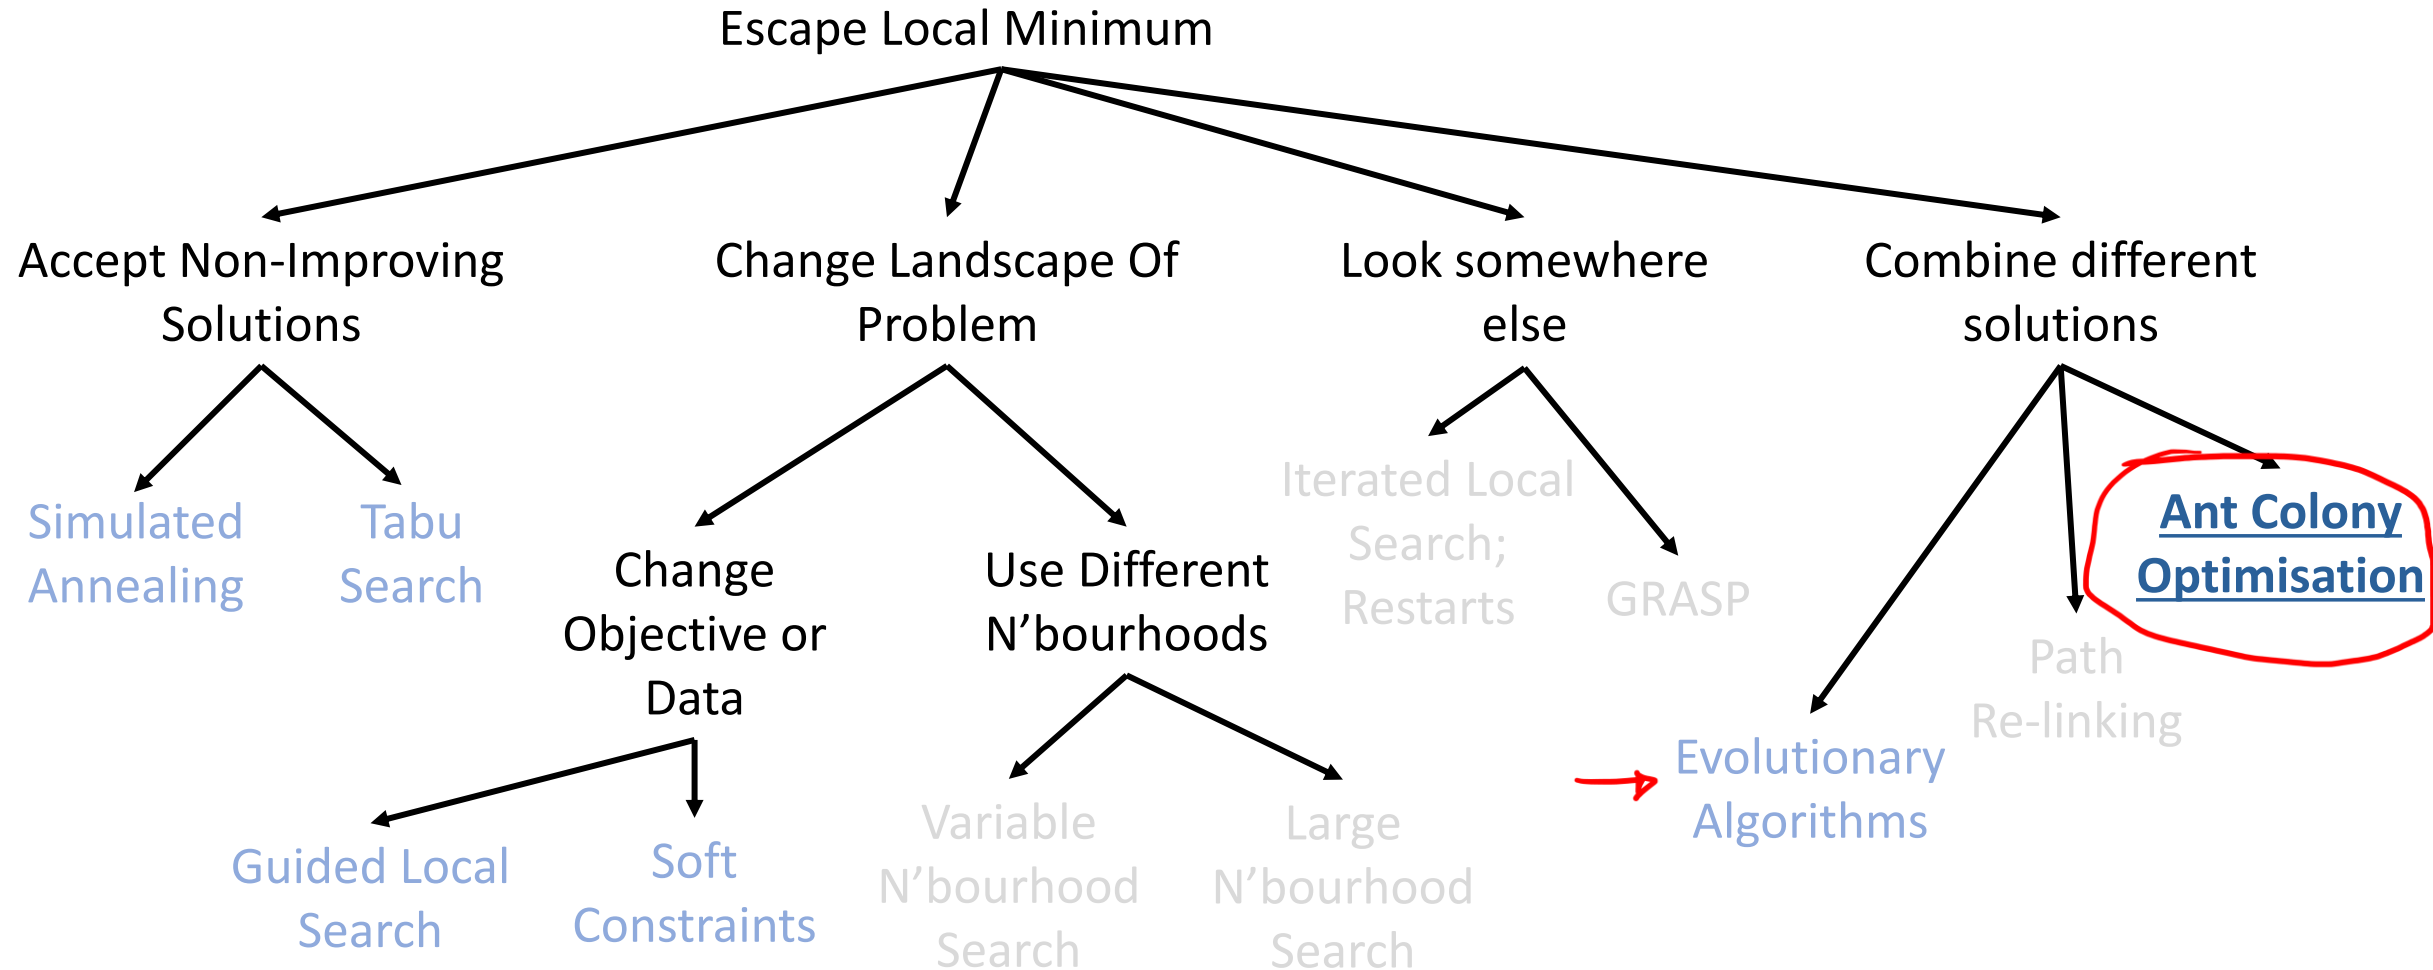 Escape Local Minimum
Accept Non-Improving
Solutions
Change Landscape Of
Problem
Look somewhere
else
Combine different
solutions
Simulated
Annealing
Tabu
Search
Change
Objective or
Data
Use Different
N'bourhoods
Iterated Local
Search;
Restarts
GRASP
Ant Colony
Optimisation
Path
Re-linking
Evolutionary
Algorithms
Guided Local
Search
Soft
Constraints
Variable
N'bourhood
Search
Large
N'bourhood
Search